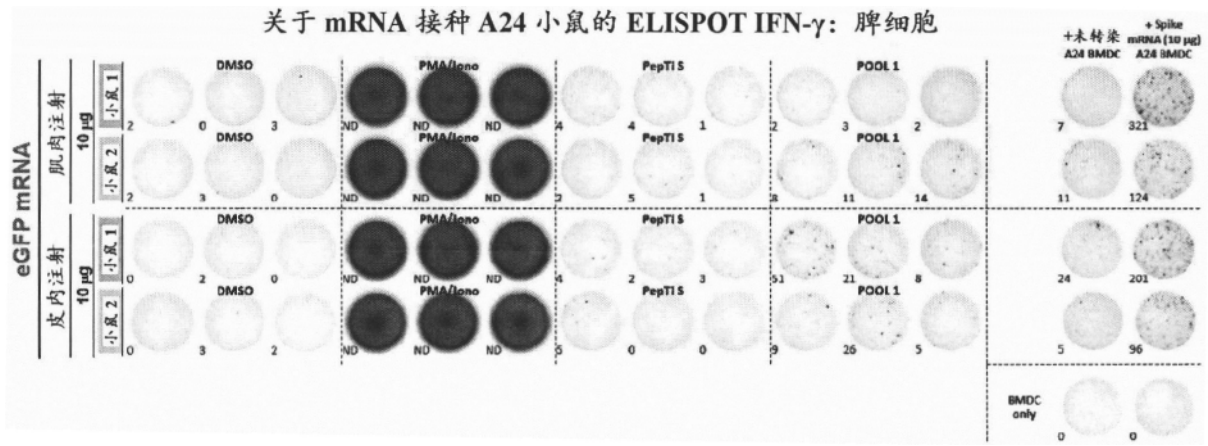 关于 mRNA 接种 A24 小鼠的 ELISPOT IFN-γ: 脾细胞
+未转染 A24 BMDC
+ Spike mRNA (10 μg) A24 BMDC
eGFP mRNA
肌肉注射
10 μg
小鼠 1
DMSO PMA/Iono PepTI S POOL 1
2 0 3 ND ND ND 4 4 1 2 3 2 7 321
小鼠 2
DMSO PMA/Iono PepTI S POOL 1
2 3 0 ND ND ND 2 5 1 8 11 14 11 124
皮内注射
10 μg
小鼠 1
DMSO PMA/Iono PepTI S POOL 1
0 2 0 ND ND ND 4 2 3 51 21 8 24 201
小鼠 2
DMSO PMA/Iono PepTI S POOL 1
0 3 2 ND ND ND 5 0 0 9 26 5 5 96
BMDC only
0 0